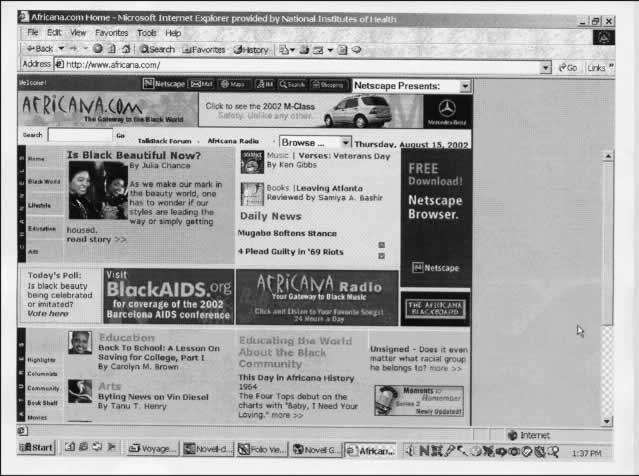 Africana.com Home - Microsoft Internet Explorer provided by National Institutes of Health
File Edit View Favorites Tools Help
Back Search Favorites History
Address http://www.africana.com/ Go Links »
Welcome! Netscape Mail Maps IM Search Shopping Netscape Presents:
AFRICANA.COM
The Gateway to the Black World
Click to see the 2002 M-Class
Safety. Unlike any other.
Mercedes-Benz
Search Go
TalkBack Forum - Africana Radio - Browse ... Thursday, August 15, 2002
CHANNELS
Home
Black World
Lifestyle
Education
Arts
Is Black Beautiful Now?
By Julia Chance
As we make our mark in
the beauty world, one
has to wonder if our
styles are leading the
way or simply getting
housed.
read story >>
Music | Verses: Veterans Day
By Ken Gibbs
Books | Leaving Atlanta
Reviewed by Samiya A. Bashir
Daily News
Mugabe Softens Stance
4 Plead Guilty in '69 Riots
FREE
Download!
Netscape
Browser.
Netscape
Today's Poll:
Is black beauty
being celebrated
or imitated?
Vote here
Visit
BlackAIDS.org
for coverage of the 2002
Barcelona AIDS conference
AFRICANA Radio
Your Gateway to Black Music
Click and Listen to Your Favorite Songs!
24 Hours a Day
THE AFRICANA
BLACKBOARD
ATURES
Highlights
Columnists
Community
Book Shelf
Movies
Education
Back To School: A Lesson On
Saving for College, Part I
By Carolyn M. Brown
Arts
Byting News on Vin Diesel
By Tanu T. Henry
Educating the World
About the Black
Community
This Day in Africana History
1964
The Four Tops debut on the
charts with "Baby, I Need Your
Loving." more >>
Unsigned - Does it even
matter what racial group
he belongs to? more >>
Moments to
Remember
Series 2
Newly Updated!
Internet
Start Voyage... Novell-d... Folio Vie... Novell G... African... 1:37 PM